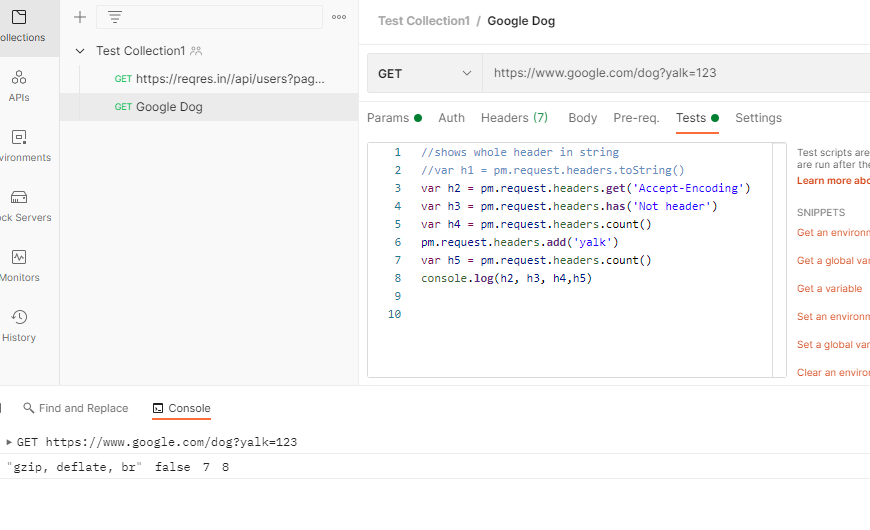 Test Collection1 / Google Dog
ollections
APIs
vironments
ock Servers
Monitors
History
Test Collection1
GET https://reqres.in//api/users?pag...
GET Google Dog
GET https://www.google.com/dog?yalk=123
Params Auth Headers (7) Body Pre-req. Tests Settings
1 //shows whole header in string
2 //var h1 = pm.request.headers.toString()
3 var h2 = pm.request.headers.get('Accept-Encoding')
4 var h3 = pm.request.headers.has('Not header')
5 var h4 = pm.request.headers.count()
6 pm.request.headers.add('yalk')
7 var h5 = pm.request.headers.count()
8 console.log(h2, h3, h4,h5)
9
10
Test scripts are
are run after the
Learn more abo
SNIPPETS
Get an environm
Get a global va
Get a variable
Set an environm
Set a global var
Clear an enviro
Find and Replace Console
GET https://www.google.com/dog?yalk=123
"gzip, deflate, br" false 7 8